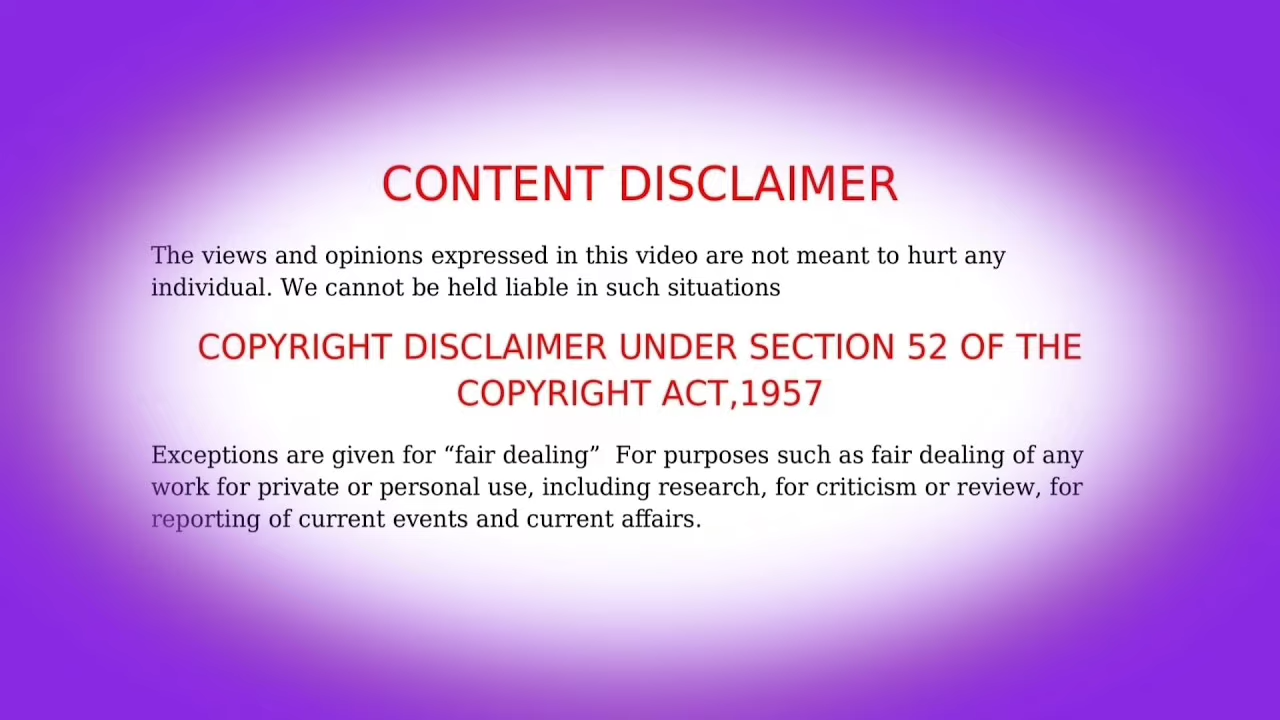 CONTENT DISCLAIMER
The views and opinions expressed in this video are not meant to hurt any
individual. We cannot be held liable in such situations
COPYRIGHT DISCLAIMER UNDER SECTION 52 OF THE
COPYRIGHT ACT,1957
Exceptions are given for “fair dealing”  For purposes such as fair dealing of any
work for private or personal use, including research, for criticism or review, for
reporting of current events and current affairs.